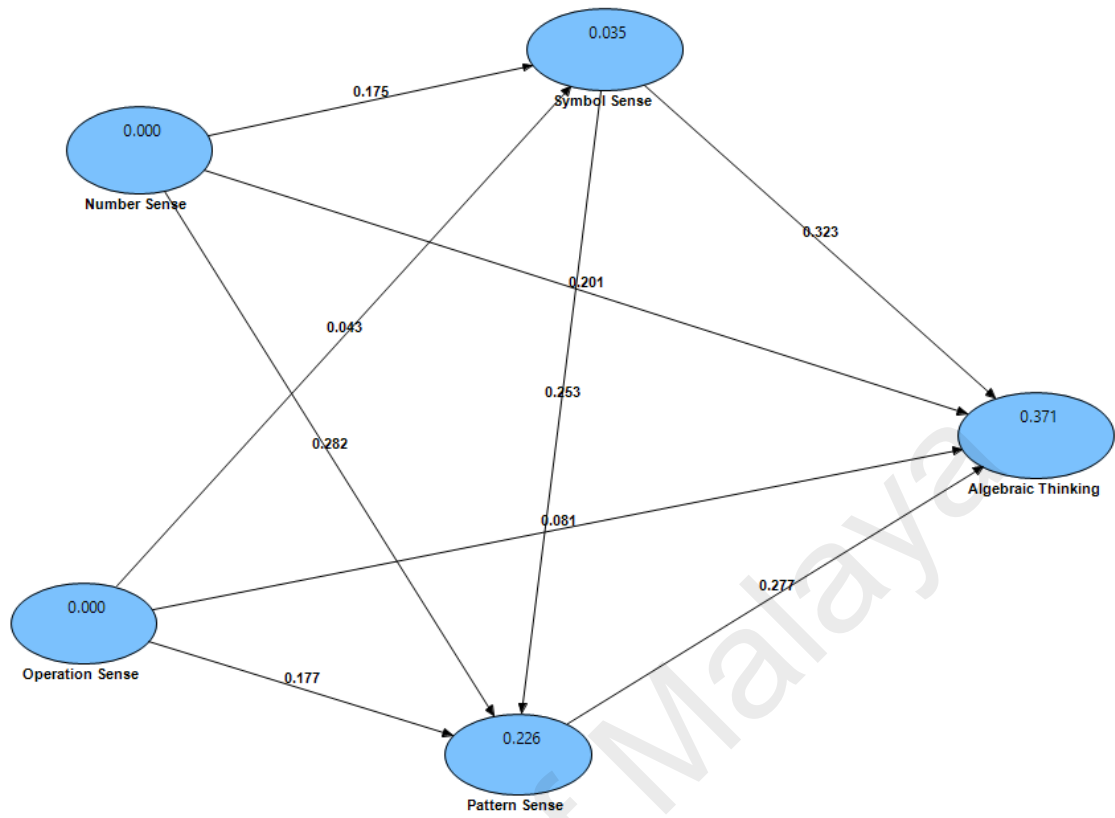 0.035
Symbol Sense
0.175
0.000
Number Sense
0.323
0.201
0.043
0.253
0.282
0.371
Algebraic Thinking
0.081
0.277
0.000
Operation Sense
0.177
0.226
Pattern Sense
Malaya